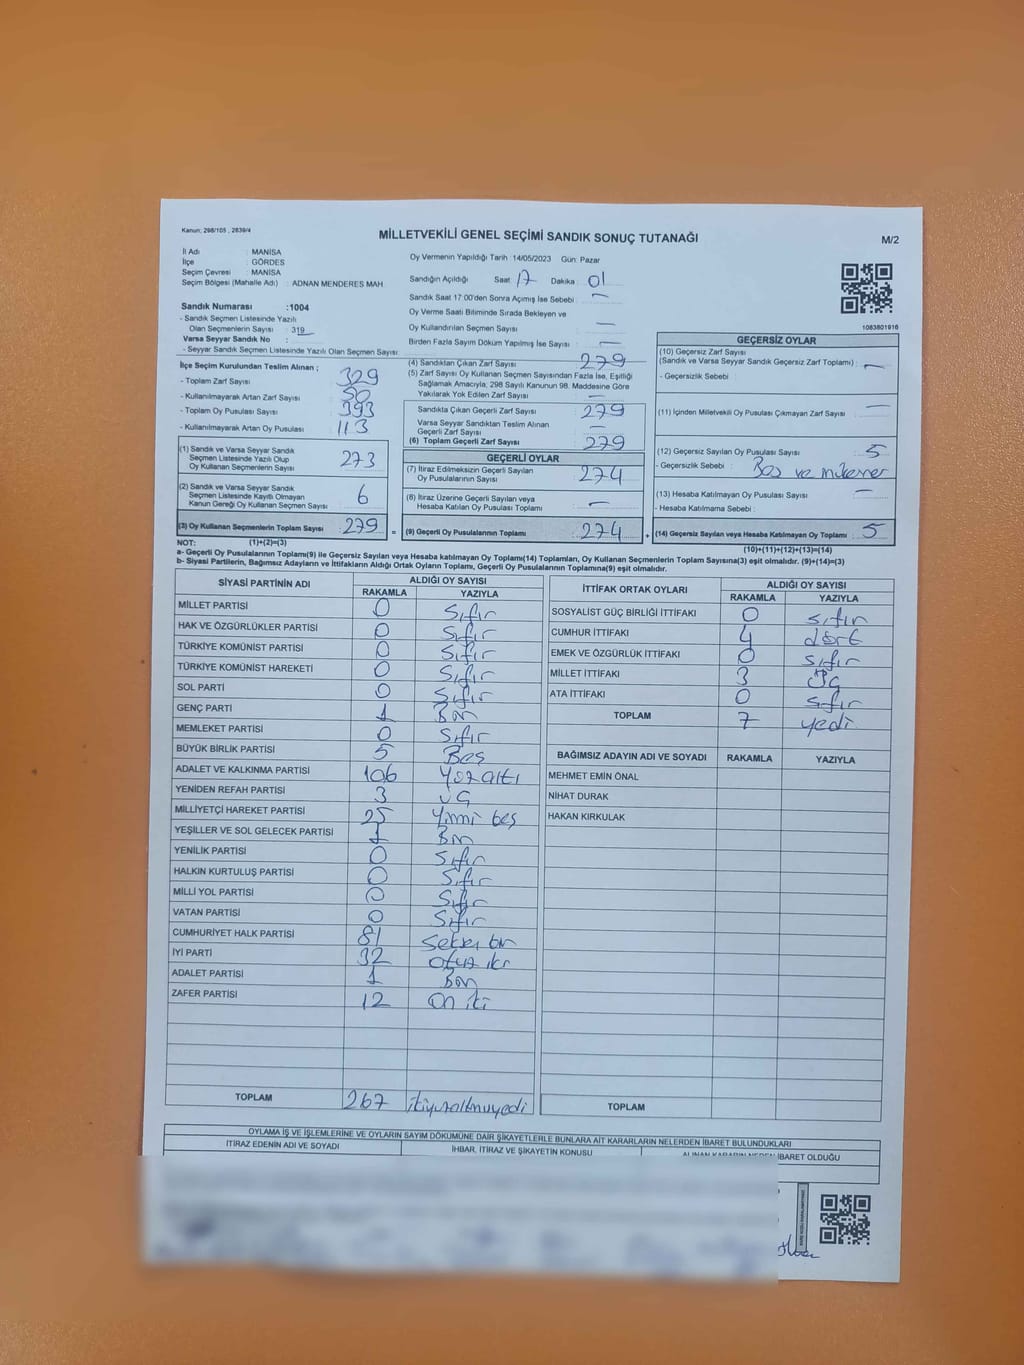 Kanun; 298/105 , 2839/4
MİLLETVEKİLİ GENEL SEÇİMİ SANDIK SONUÇ TUTANAĞI
M/2
İl Adı : MANİSA
İlçe : GÖRDES
Seçim Çevresi : MANİSA
Seçim Bölgesi (Mahalle Adı) : ADNAN MENDERES MAH.
Sandık Numarası :1004
- Sandık Seçmen Listesinde Yazılı
Olan Seçmenlerin Sayısı : 319
Varsa Seyyar Sandık No :
- Seyyar Sandık Seçmen Listesinde Yazılı Olan Seçmen Sayısı:
İlçe Seçim Kurulundan Teslim Alınan ;
- Toplam Zarf Sayısı : 329
- Kullanılmayarak Artan Zarf Sayısı : 50
- Toplam Oy Pusulası Sayısı : 393
- Kullanılmayarak Artan Oy Pusulası : 113
(1) Sandık ve Varsa Seyyar Sandık
Seçmen Listesinde Yazılı Olup
Oy Kullanan Seçmenlerin Sayısı 273
(2) Sandık ve Varsa Seyyar Sandık
Seçmen Listesinde Kayıtlı Olmayan
Kanun Gereği Oy Kullanan Seçmen Sayısı 6
(3) Oy Kullanan Seçmenlerin Toplam Sayısı 279 =
Oy Vermenin Yapıldığı Tarih :14/05/2023 Gün: Pazar
Sandığın Açıldığı Saat : 17 Dakika : 01
Sandık Saat 17:00'den Sonra Açımış İse Sebebi : —
Oy Verme Saati Bitiminde Sırada Bekleyen ve
Oy Kullandırılan Seçmen Sayısı : —
Birden Fazla Sayım Döküm Yapılmış İse Sayısı : —
(4) Sandıktan Çıkan Zarf Sayısı : 279
(5) Zarf Sayısı Oy Kullanan Seçmen Sayısından Fazla İse, Eşitliği
Sağlamak Amacıyla; 298 Sayılı Kanunun 98. Maddesine Göre
Yakılarak Yok Edilen Zarf Sayısı : —
Sandıkta Çıkan Geçerli Zarf Sayısı : 279
Varsa Seyyar Sandıktan Teslim Alınan
Geçerli Zarf Sayısı : —
(6) Toplam Geçerli Zarf Sayısı : 279
GEÇERLİ OYLAR
(7) İtiraz Edilmeksizin Geçerli Sayılan
Oy Pusulalarının Sayısı : 274
(8) İtiraz Üzerine Geçerli Sayılan veya
Hesaba Katılan Oy Pusulası Toplamı : —
(9) Geçerli Oy Pusulalarının Toplamı : 274 +
1083801916
GEÇERSİZ OYLAR
(10) Geçersiz Zarf Sayısı
(Sandık ve Varsa Seyyar Sandık Geçersiz Zarf Toplamı) : —
- Geçersizlik Sebebi :
(11) İçinden Milletvekili Oy Pusulası Çıkmayan Zarf Sayısı : —
(12) Geçersiz Sayılan Oy Pusulası Sayısı : 5
- Geçersizlik Sebebi : Boş ve mükerrer
(13) Hesaba Katılmayan Oy Pusulası Sayısı : —
- Hesaba Katılmama Sebebi :
(14) Geçersiz Sayılan veya Hesaba Katılmayan Oy Toplamı : 5
NOT: (1)+(2)=(3)
(10)+(11)+(12)+(13)=(14)
a- Geçerli Oy Pusulalarının Toplamı(9) ile Geçersiz Sayılan veya Hesaba katılmayan Oy Toplamı(14) Toplamları, Oy Kullanan Seçmenlerin Toplam Sayısına(3) eşit olmalıdır. (9)+(14)=(3)
b- Siyasi Partilerin, Bağımsız Adayların ve İttifakların Aldığı Ortak Oyların Toplamı, Geçerli Oy Pusulalarının Toplamına(9) eşit olmalıdır.
SİYASİ PARTİNİN ADI ALDIĞI OY SAYISI
RAKAMLA YAZIYLA
MİLLET PARTİSİ 0 Sıfır
HAK VE ÖZGÜRLÜKLER PARTİSİ 0 Sıfır
TÜRKİYE KOMÜNİST PARTİSİ 0 Sıfır
TÜRKİYE KOMÜNİST HAREKETİ 0 Sıfır
SOL PARTİ 0 Sıfır
GENÇ PARTİ 1 Bir
MEMLEKET PARTİSİ 0 Sıfır
BÜYÜK BİRLİK PARTİSİ 5 Beş
ADALET VE KALKINMA PARTİSİ 106 Yüzaltı
YENİDEN REFAH PARTİSİ 3 üç
MİLLİYETÇİ HAREKET PARTİSİ 25 Yirmi beş
YEŞİLLER VE SOL GELECEK PARTİSİ 1 Bir
YENİLİK PARTİSİ 0 Sıfır
HALKIN KURTULUŞ PARTİSİ 0 Sıfır
MİLLİ YOL PARTİSİ 0 Sıfır
VATAN PARTİSİ 0 Sıfır
CUMHURİYET HALK PARTİSİ 81 Seksen bir
İYİ PARTİ 32 Otuz iki
ADALET PARTİSİ 1 Bir
ZAFER PARTİSİ 12 On iki
TOPLAM 267 ikiyüzaltmışyedi
İTTİFAK ORTAK OYLARI ALDIĞI OY SAYISI
RAKAMLA YAZIYLA
SOSYALİST GÜÇ BİRLİĞİ İTTİFAKI 0 sıfır
CUMHUR İTTİFAKI 4 dört
EMEK VE ÖZGÜRLÜK İTTİFAKI 0 sıfır
MİLLET İTTİFAKI 3 üç
ATA İTTİFAKI 0 sıfır
TOPLAM 7 yedi
BAĞIMSIZ ADAYIN ADI VE SOYADI RAKAMLA YAZIYLA
MEHMET EMİN ÖNAL
NİHAT DURAK
HAKAN KIRKULAK
TOPLAM
OYLAMA İŞ VE İŞLEMLERİNE VE OYLARIN SAYIM DÖKÜMÜNE DAİR ŞİKAYETLERLE BUNLARA AİT KARARLARIN NELERDEN İBARET BULUNDUKLARI
İTİRAZ EDENİN ADI VE SOYADI
İHBAR, İTİRAZ VE ŞİKAYETİN KONUSU
ALINAN KARARIN NEDEN İBARET OLDUĞU